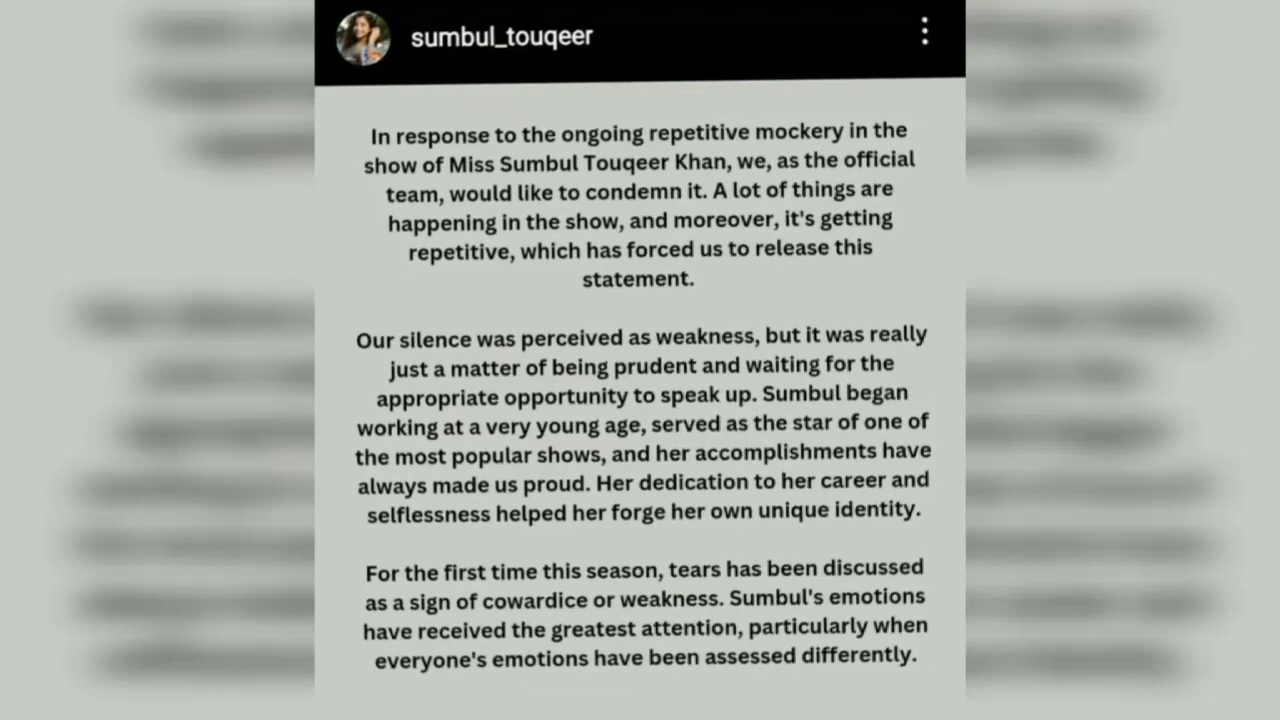 sumbul_touqeer
In response to the ongoing repetitive mockery in the
show of Miss Sumbul Touqeer Khan, we, as the official
team, would like to condemn it. A lot of things are
happening in the show, and moreover, it's getting
repetitive, which has forced us to release this
statement.
Our silence was perceived as weakness, but it was really
just a matter of being prudent and waiting for the
appropriate opportunity to speak up. Sumbul began
working at a very young age, served as the star of one of
the most popular shows, and her accomplishments have
always made us proud. Her dedication to her career and
selflessness helped her forge her own unique identity.
For the first time this season, tears has been discussed
as a sign of cowardice or weakness. Sumbul's emotions
have received the greatest attention, particularly when
everyone's emotions have been assessed differently.